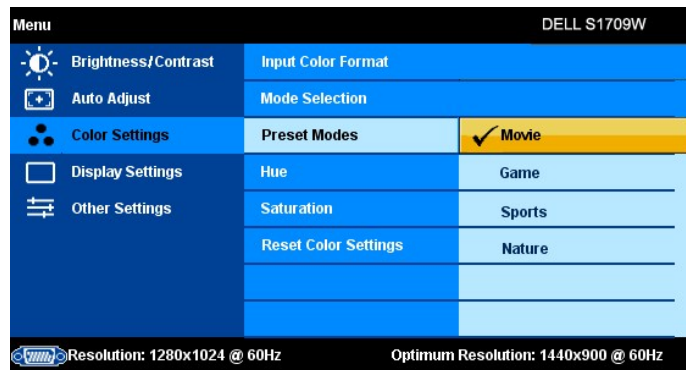 Menu DELL S1709W
Brightness/Contrast Input Color Format
Auto Adjust Mode Selection
Color Settings Preset Modes Movie
Display Settings Hue Game
Other Settings Saturation Sports
Reset Color Settings Nature
Resolution: 1280x1024 @ 60Hz Optimum Resolution: 1440x900 @ 60Hz